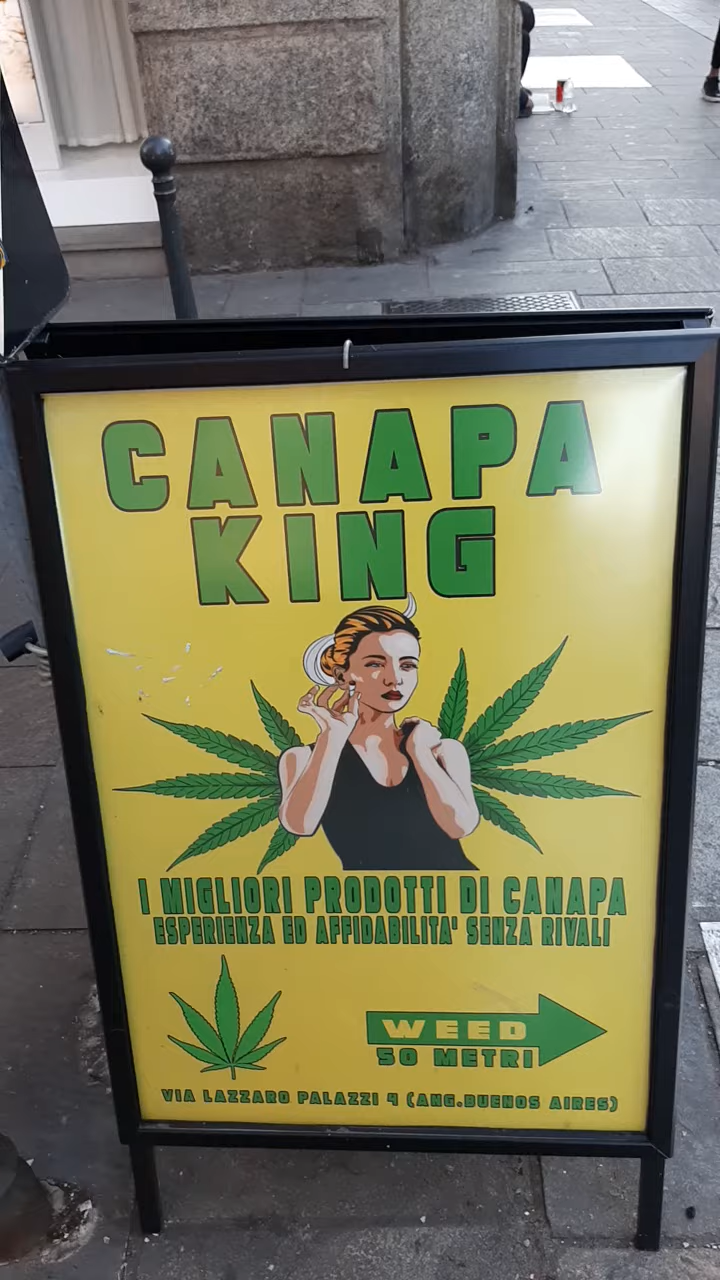 CANAPA
KING
I MIGLIORI PRODOTTI DI CANAPA
ESPERIENZA ED AFFIDABILITA' SENZA RIVALI
WEED
50 METRI
VIA LAZZARO PALAZZI 4 (ANG.BUENOS AIRES)